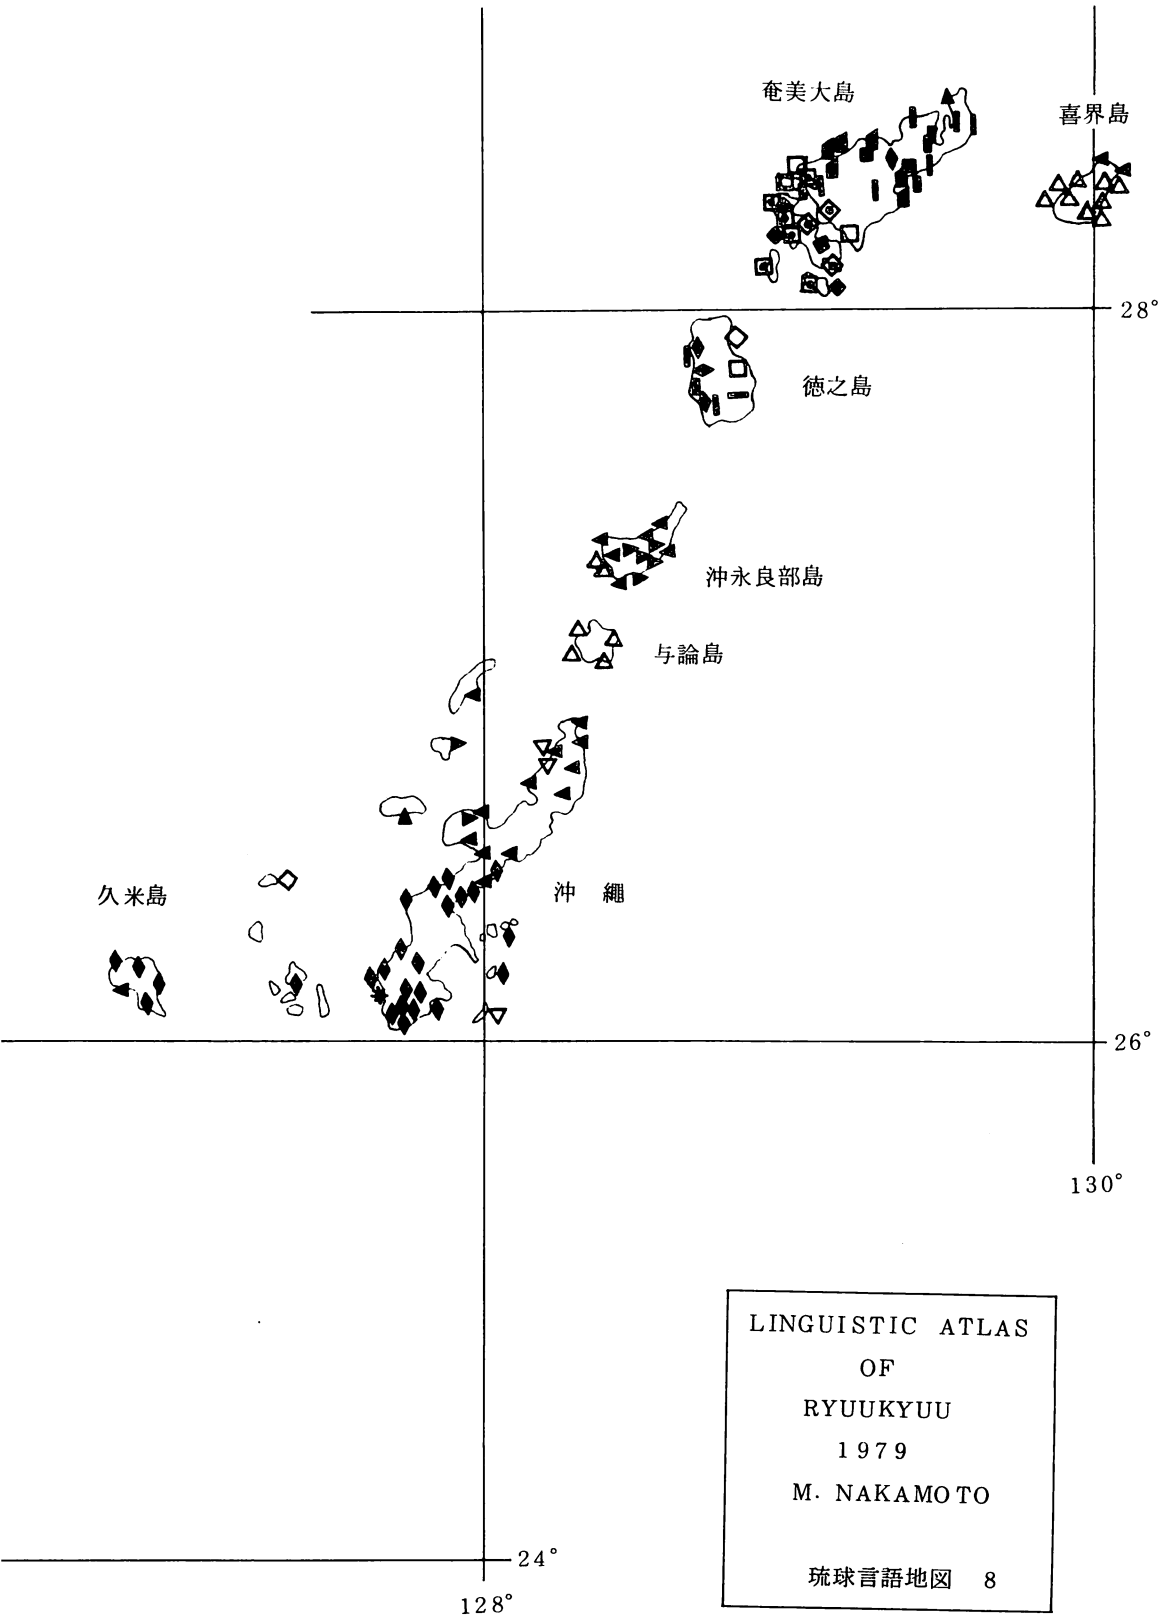 奄美大島
喜界島
28°
徳之島
沖永良部島
与論島
久米島
沖 繩
26°
130°
LINGUISTIC ATLAS
OF
RYUUKYUU
1979
M. NAKAMOTO
琉球言語地図 8
24°
128°